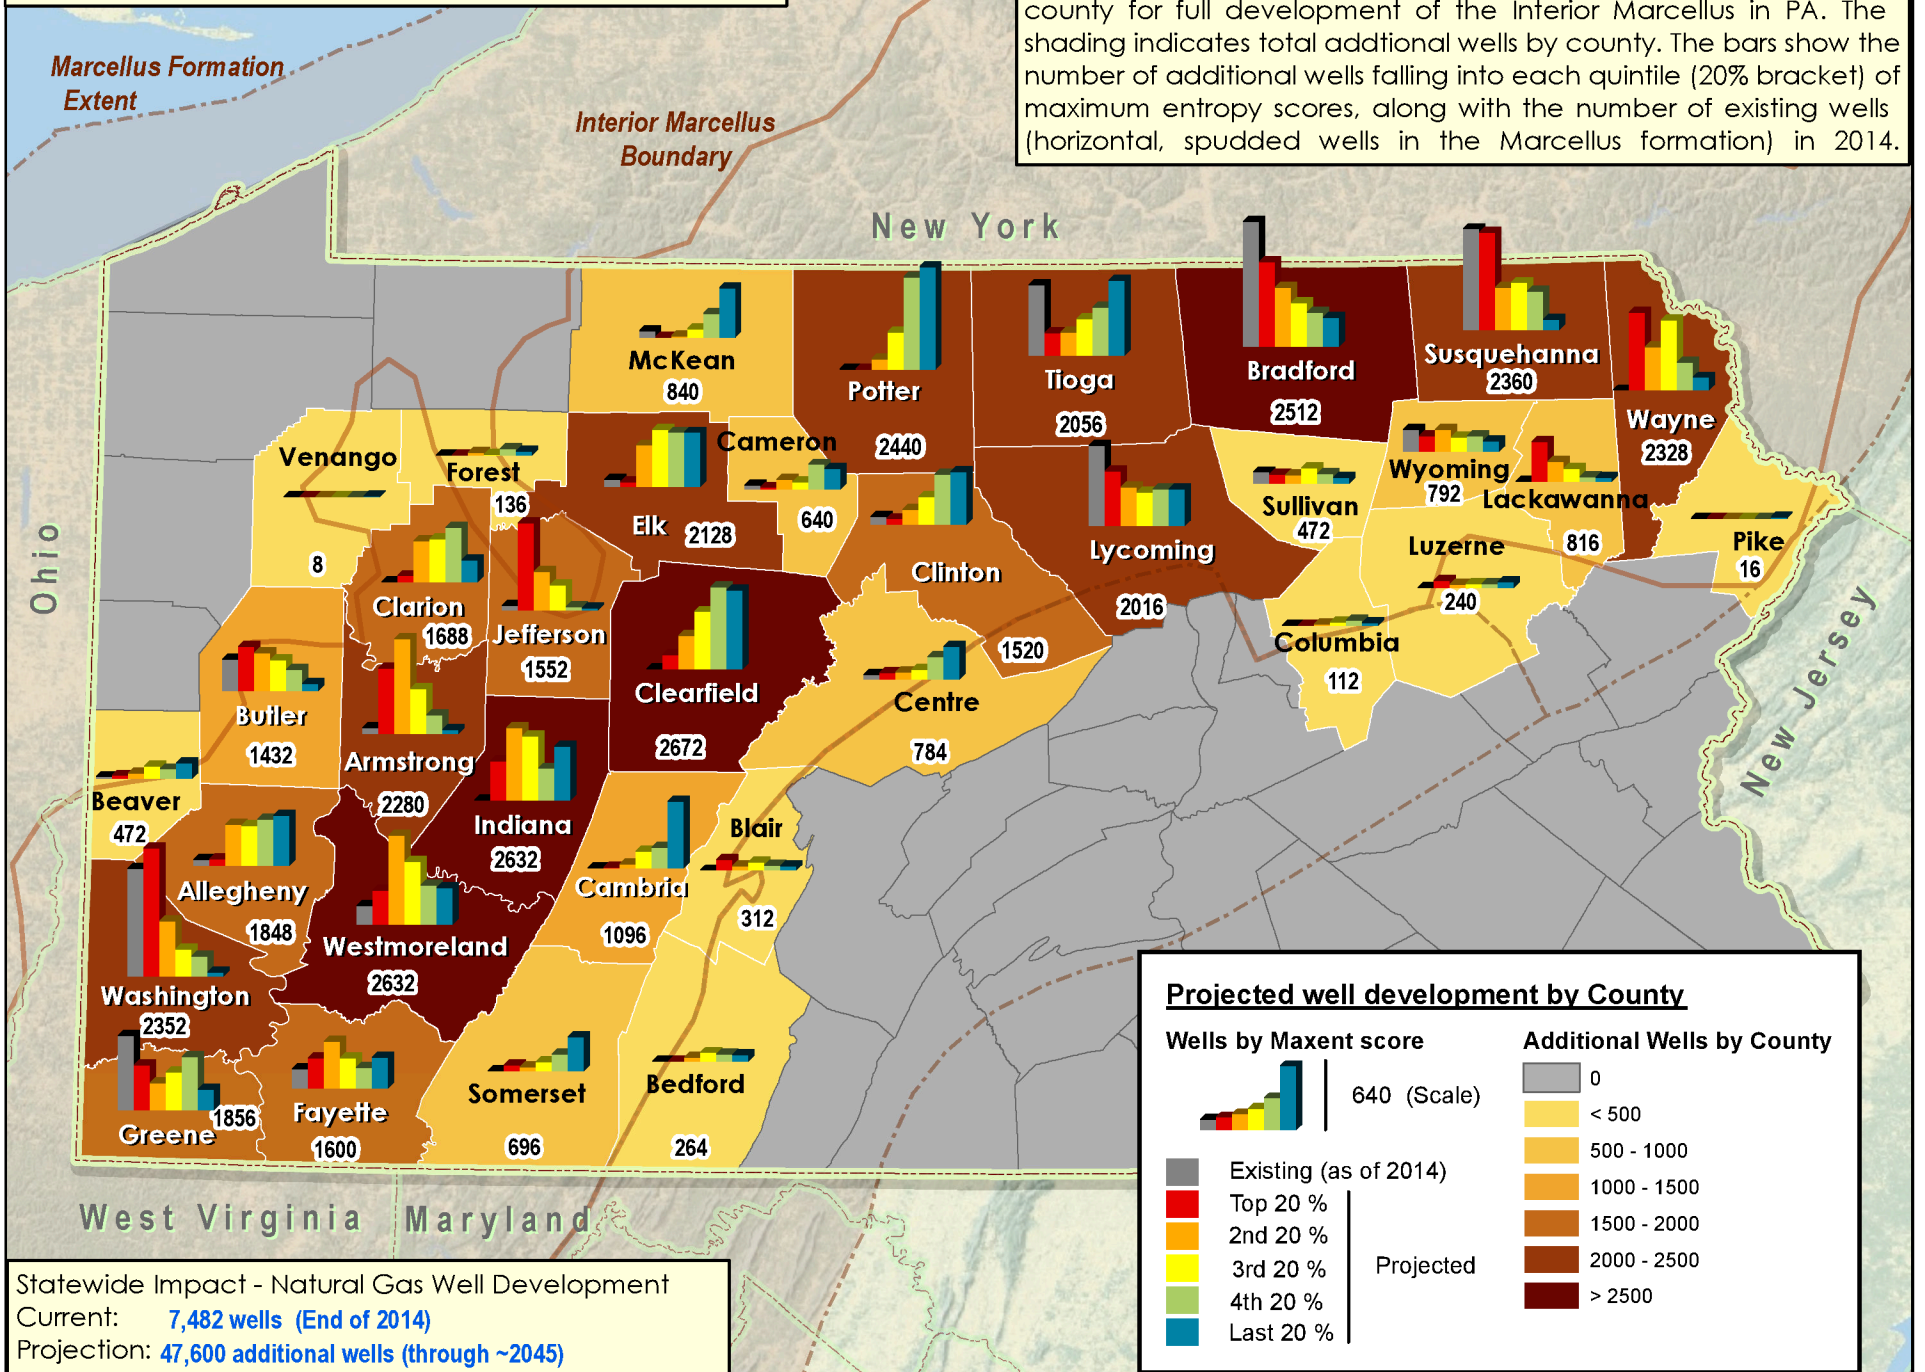 county for full development of the Interior Marcellus in PA. The
shading indicates total addtional wells by county. The bars show the
number of additional wells falling into each quintile (20% bracket) of
maximum entropy scores, along with the number of existing wells
(horizontal, spudded wells in the Marcellus formation) in 2014.
Marcellus Formation
Extent
Interior Marcellus
Boundary
New York
McKean
840
Potter
2440
Tioga
2056
Bradford
2512
Susquehanna
2360
Wayne
2328
Venango
8
Forest
136
Elk
2128
Cameron
640
Clinton
1520
Lycoming
2016
Sullivan
472
Wyoming
792
Lackawanna
816
Luzerne
240
Pike
16
Columbia
112
Clarion
1688
Jefferson
1552
Clearfield
2672
Centre
784
Butler
1432
Armstrong
2280
Indiana
2632
Beaver
472
Allegheny
1848
Westmoreland
2632
Cambria
1096
Blair
312
Washington
2352
Greene
1856
Fayette
1600
Somerset
696
Bedford
264
Ohio
New Jersey
West Virginia
Maryland
Projected well development by County
Wells by Maxent score
640 (Scale)
Existing (as of 2014)
Top 20 %
2nd 20 %
3rd 20 %
4th 20 %
Last 20 %
Projected
Additional Wells by County
0
< 500
500 - 1000
1000 - 1500
1500 - 2000
2000 - 2500
> 2500
Statewide Impact - Natural Gas Well Development
Current: 7,482 wells (End of 2014)
Projection: 47,600 additional wells (through ~2045)